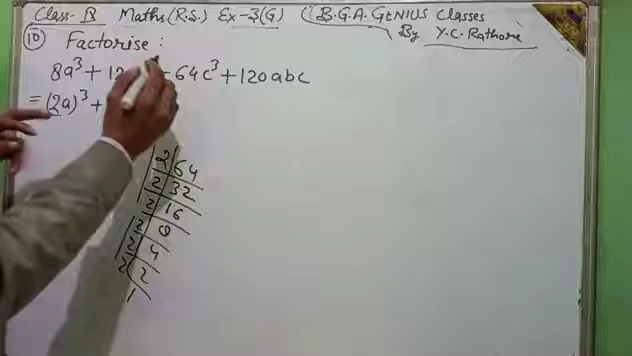 Class- 9 Maths (R.S.) Ex-3(G) (B.G.A. GENIUS Classes
By Y.C. Rathore
10 Factorise :
8a³ + 12 - 64c³ + 120abc
= (2a)³ +
2 64
2 32
2 16
2 8
2 4
2 2
1